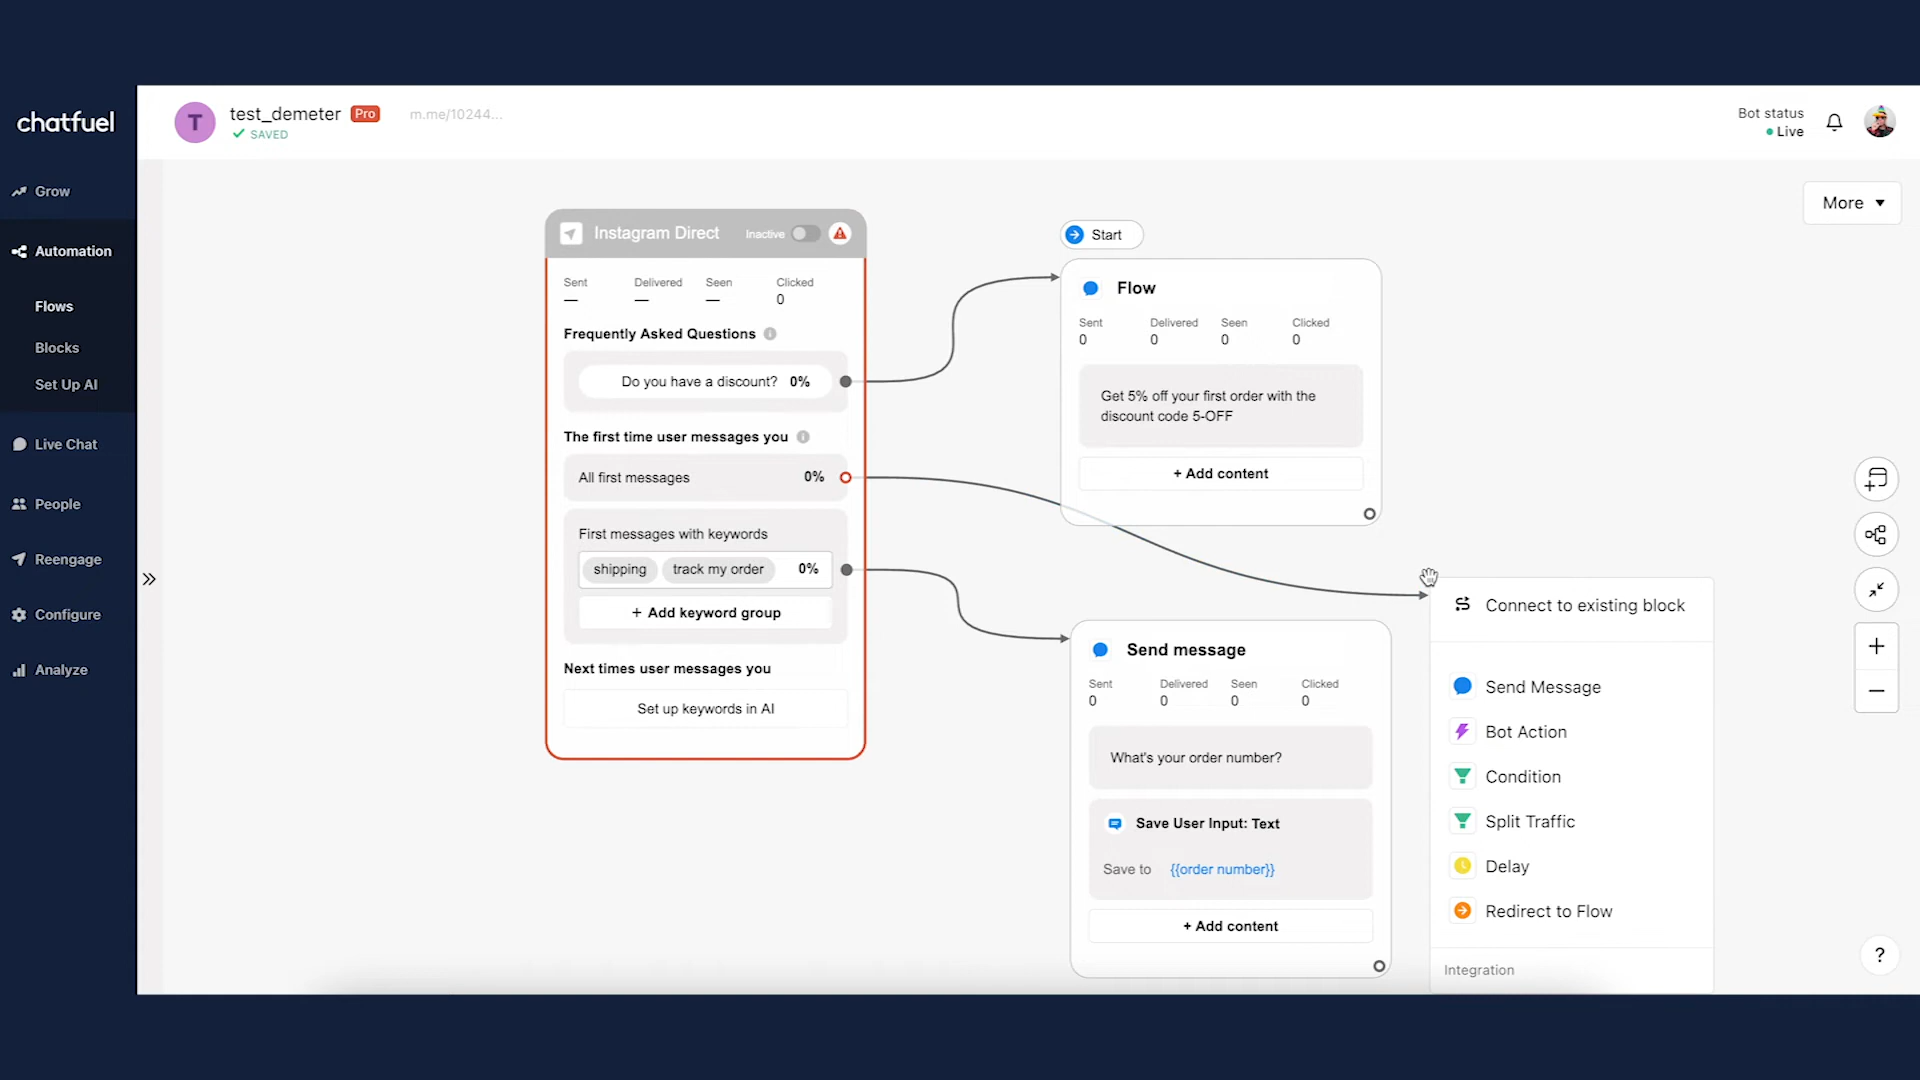 chatfuel
T
test_demeter Pro
SAVED
m.me/10244...
Bot status
Live
Grow
Automation
Flows
Blocks
Set Up AI
Live Chat
People
Reengage
Configure
Analyze
More
Instagram Direct Inactive
Sent Delivered Seen Clicked
— — — 0
Frequently Asked Questions
Do you have a discount? 0%
The first time user messages you
All first messages 0%
First messages with keywords
shipping track my order 0%
+ Add keyword group
Next times user messages you
Set up keywords in AI
Start
Flow
Sent Delivered Seen Clicked
0 0 0 0
Get 5% off your first order with the
discount code 5-OFF
+ Add content
Send message
Sent Delivered Seen Clicked
0 0 0 0
What's your order number?
Save User Input: Text
Save to {{order number}}
+ Add content
Connect to existing block
Send Message
Bot Action
Condition
Split Traffic
Delay
Redirect to Flow
Integration
+
−
?